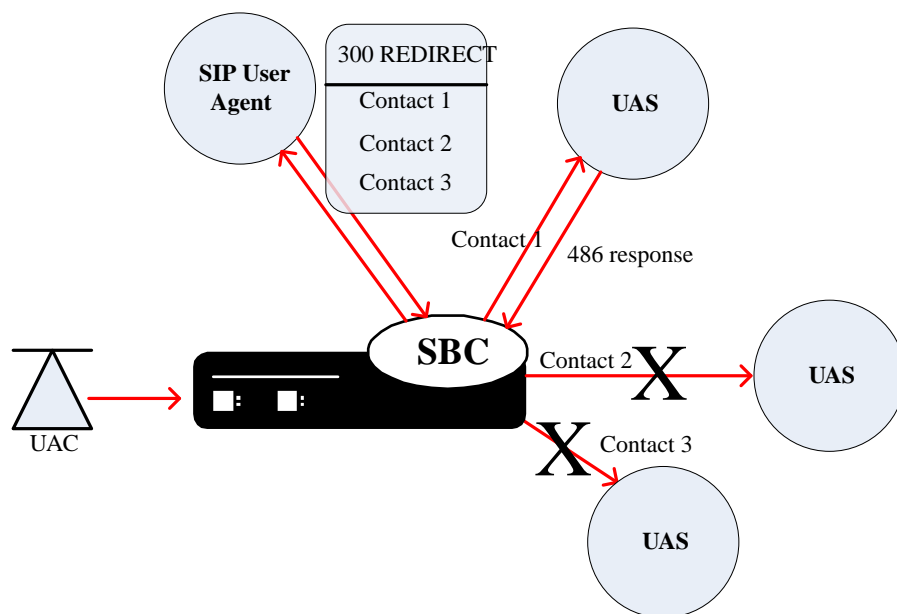 SIP User
Agent
300 REDIRECT
Contact 1
Contact 2
Contact 3
UAS
Contact 1
486 response
SBC
Contact 2
X
UAS
UAC
X
Contact 3
UAS